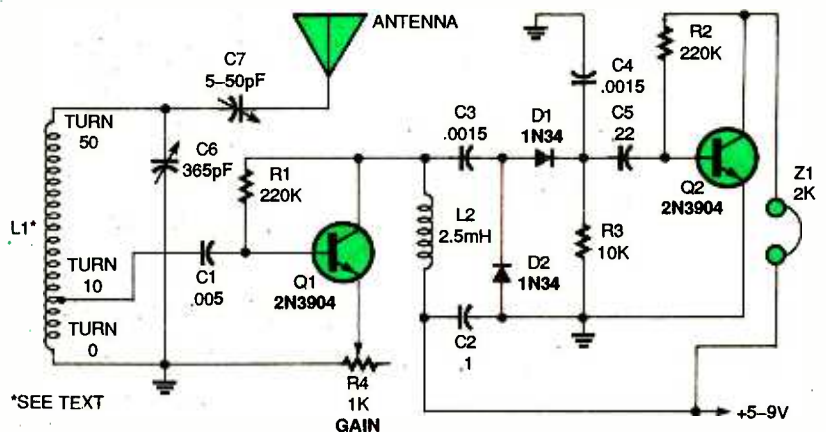 ANTENNA
C7
5–50pF
TURN
50
C6
365pF
R1
220K
L1*
TURN
10
TURN
0
C1
.005
Q1
2N3904
R4
1K
GAIN
*SEE TEXT
C3
.0015
D1
1N34
C4
.0015
C5
.22
R2
220K
Q2
2N3904
Z1
2K
L2
2.5mH
D2
1N34
R3
10K
C2
.1
+5–9V